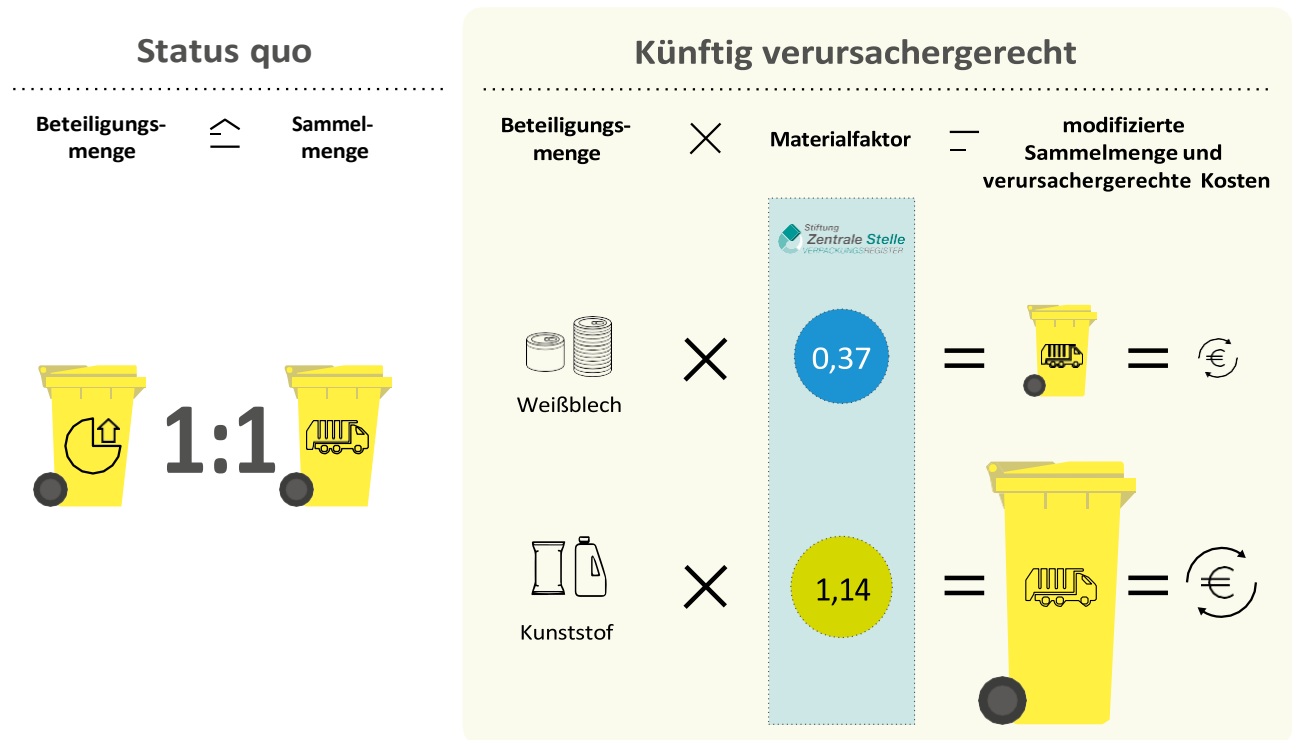 Status quo
Beteiligungs-
menge
≙
Sammel-
menge
1:1
Künftig verursachergerecht
Beteiligungs-
menge
×
Materialfaktor
=
modifizierte
Sammelmenge und
verursachergerechte Kosten
Stiftung
Zentrale Stelle
VERPACKUNGSREGISTER
Weißblech
×
0,37
=
=
€
Kunststof
×
1,14
=
=
€